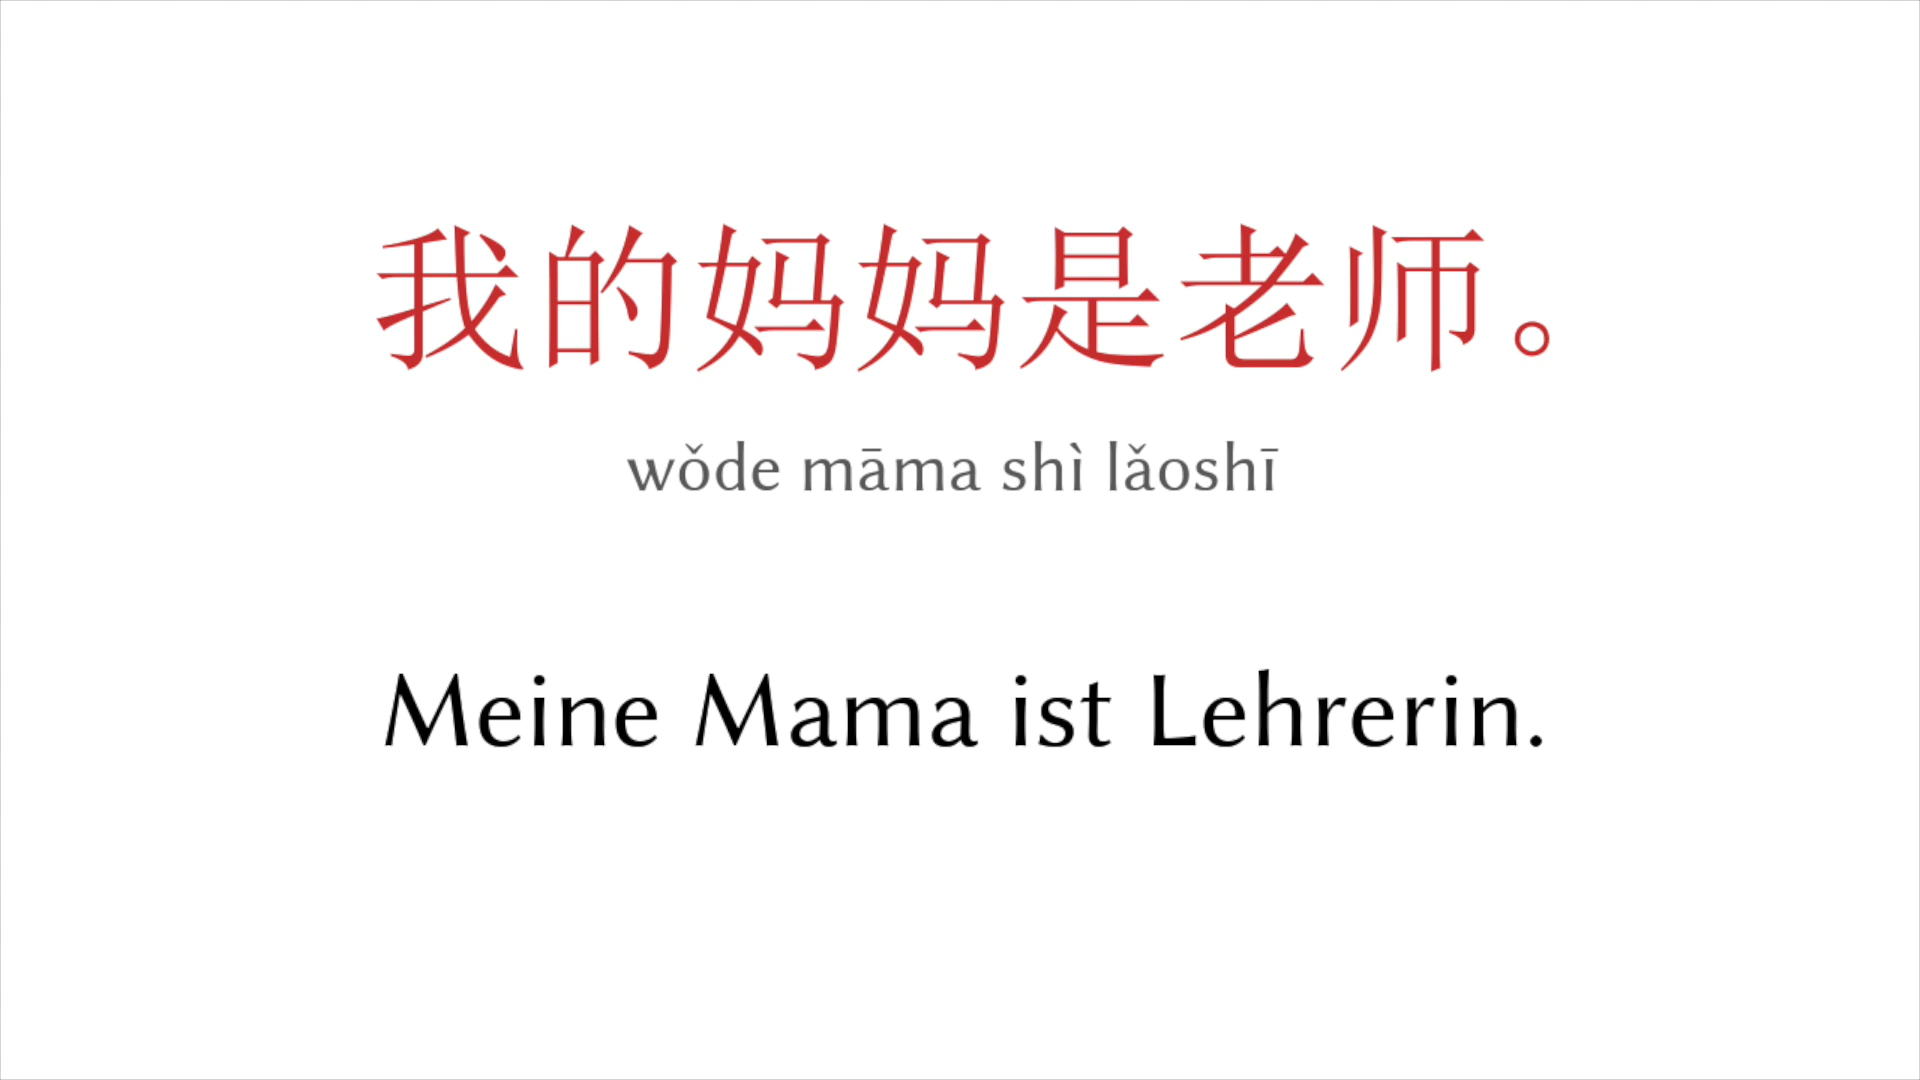 我的妈妈是老师。
wǒde māma shì lǎoshī
Meine Mama ist Lehrerin.